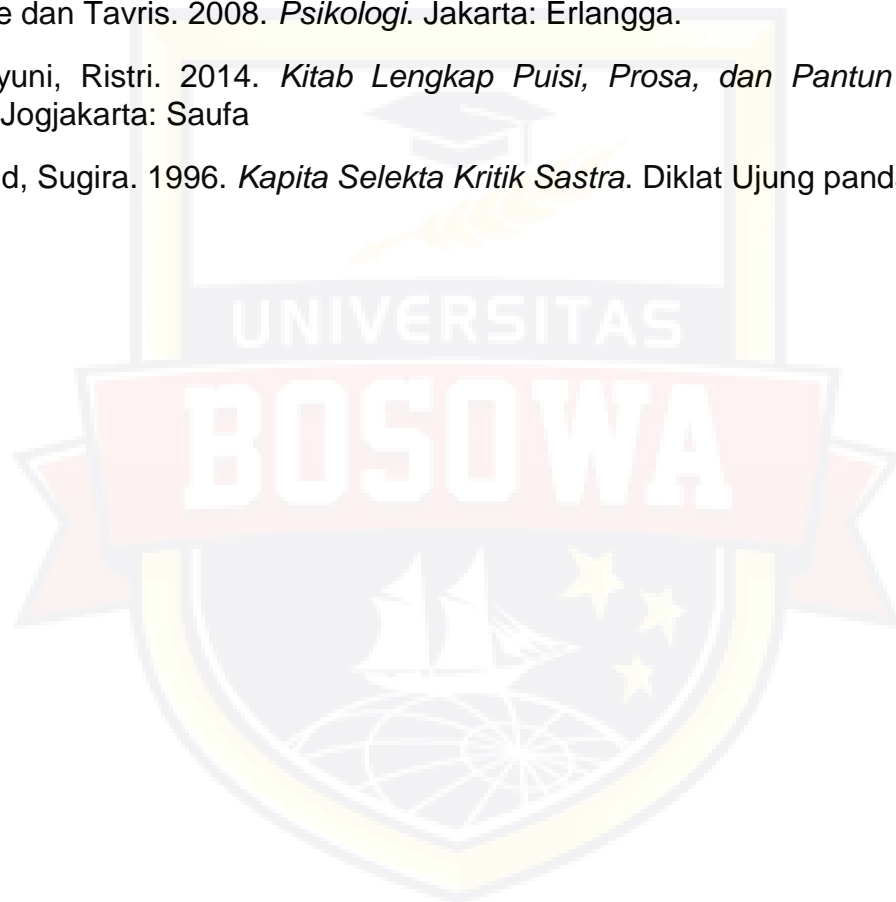 e dan Tavris. 2008. Psikologi. Jakarta: Erlangga.
yuni, Ristri. 2014. Kitab Lengkap Puisi, Prosa, dan Pantun
Jogjakarta: Saufa
d, Sugira. 1996. Kapita Selekta Kritik Sastra. Diklat Ujung pand
UNIVERSITAS
BOSOWA